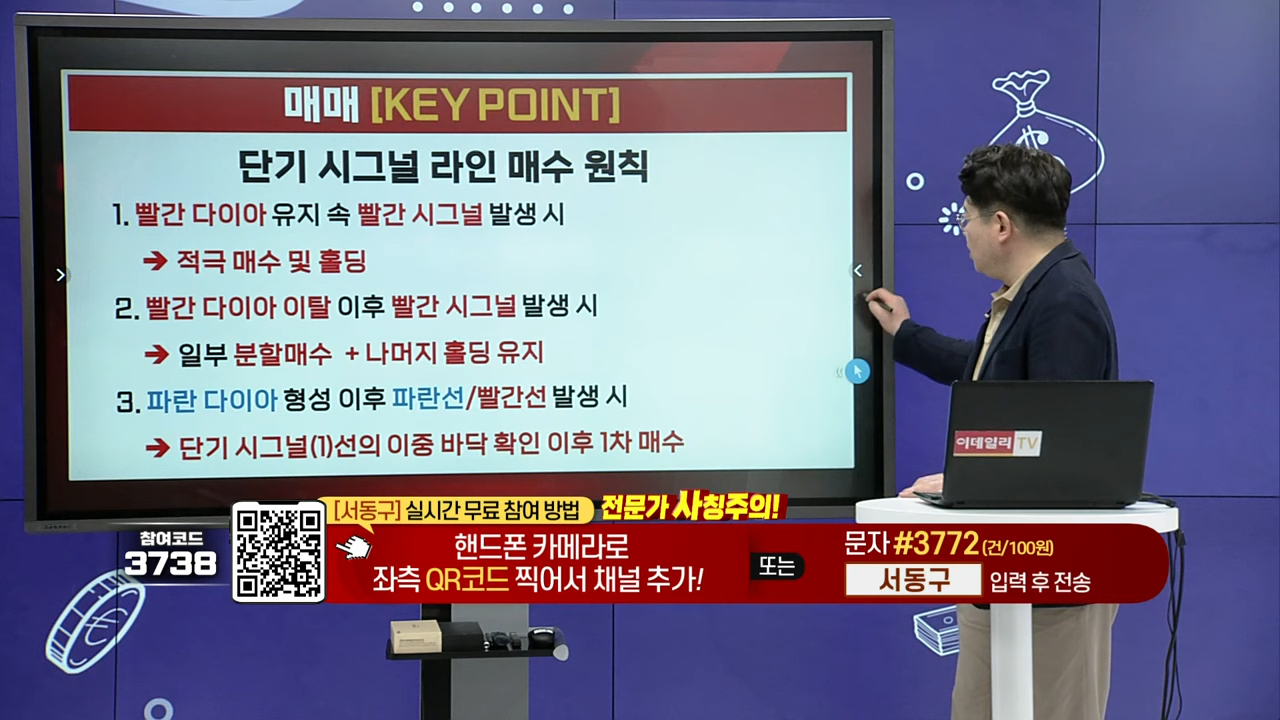 매매 [KEY POINT]
단기 시그널 라인 매수 원칙
1. 빨간 다이아 유지 속 빨간 시그널 발생 시
➔ 적극 매수 및 홀딩
2. 빨간 다이아 이탈 이후 빨간 시그널 발생 시
➔ 일부 분할매수 + 나머지 홀딩 유지
3. 파란 다이아 형성 이후 파란선/빨간선 발생 시
➔ 단기 시그널(1)선의 이중 바닥 확인 이후 1차 매수
이데일리 TV
[서동구] 실시간 무료 참여 방법 전문가 사칭주의!
참여코드
3738
핸드폰 카메라로
좌측 QR코드 찍어서 채널 추가!
또는
문자 #3772 (건/100원)
서동구 입력 후 전송